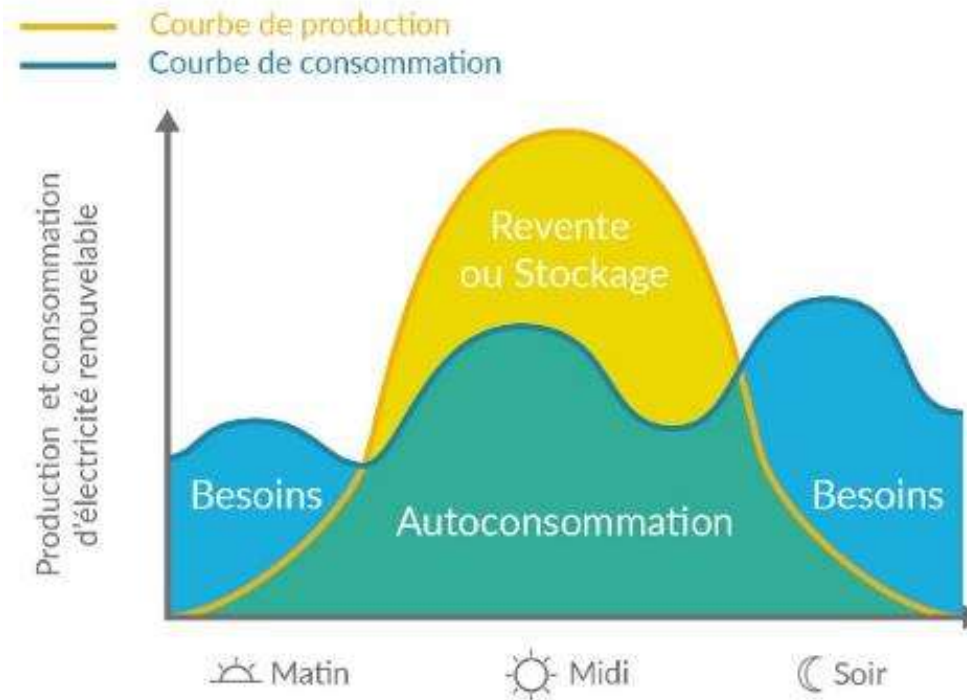 Courbe de production
Courbe de consommation
Production et consommation
d'électricité renouvelable
Revente
ou Stockage
Besoins
Autoconsommation
Besoins
Matin
Midi
Soir